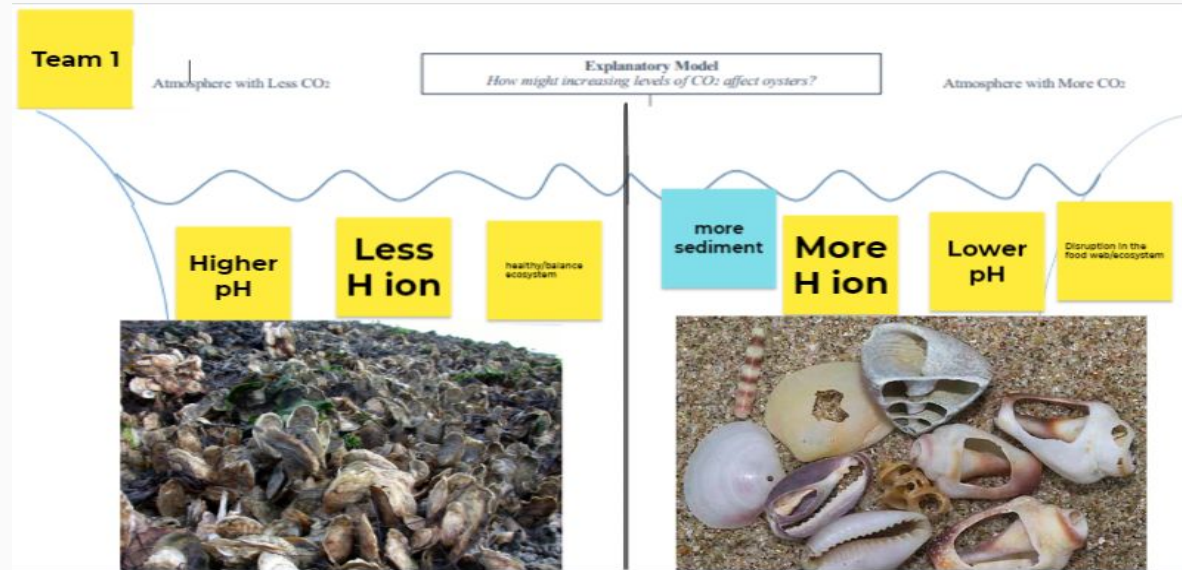 Team 1
Explanatory Model
How might increasing levels of CO₂ affect oysters?
Atmosphere with Less CO₂
Atmosphere with More CO₂
Higher
pH
Less
H ion
healthy/balance
ecosystem
more
sediment
More
H ion
Lower
pH
Disruption in the
food web/ecosystem